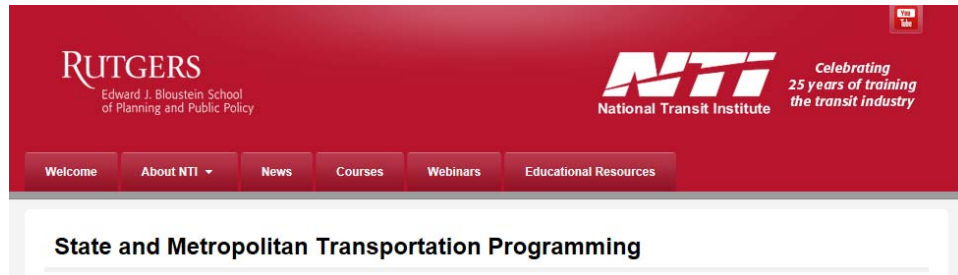 You
Tube
RUTGERS
Edward J. Bloustein School
of Planning and Public Policy
NTI
National Transit Institute
Celebrating
25 years of training
the transit industry
Welcome
About NTI
News
Courses
Webinars
Educational Resources
State and Metropolitan Transportation Programming